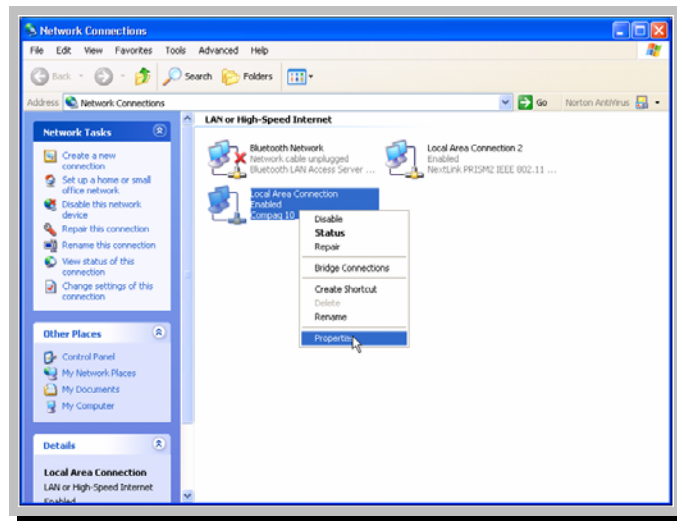 Network Connections
File Edit View Favorites Tools Advanced Help
Back Search Folders
Address Network Connections Go Norton AntiVirus
Network Tasks
Create a new
connection
Set up a home or small
office network
Disable this network
device
Repair this connection
Rename this connection
View status of this
connection
Change settings of this
connection
Other Places
Control Panel
My Network Places
My Documents
My Computer
Details
Local Area Connection
LAN or High-Speed Internet
Enabled
LAN or High-Speed Internet
Bluetooth Network
Network cable unplugged
Bluetooth LAN Access Server ...
Local Area Connection 2
Enabled
NextLink PRISM2 IEEE 802.11 ...
Local Area Connection
Enabled
Compaq 10
Disable
Status
Repair
Bridge Connections
Create Shortcut
Delete
Rename
Properties